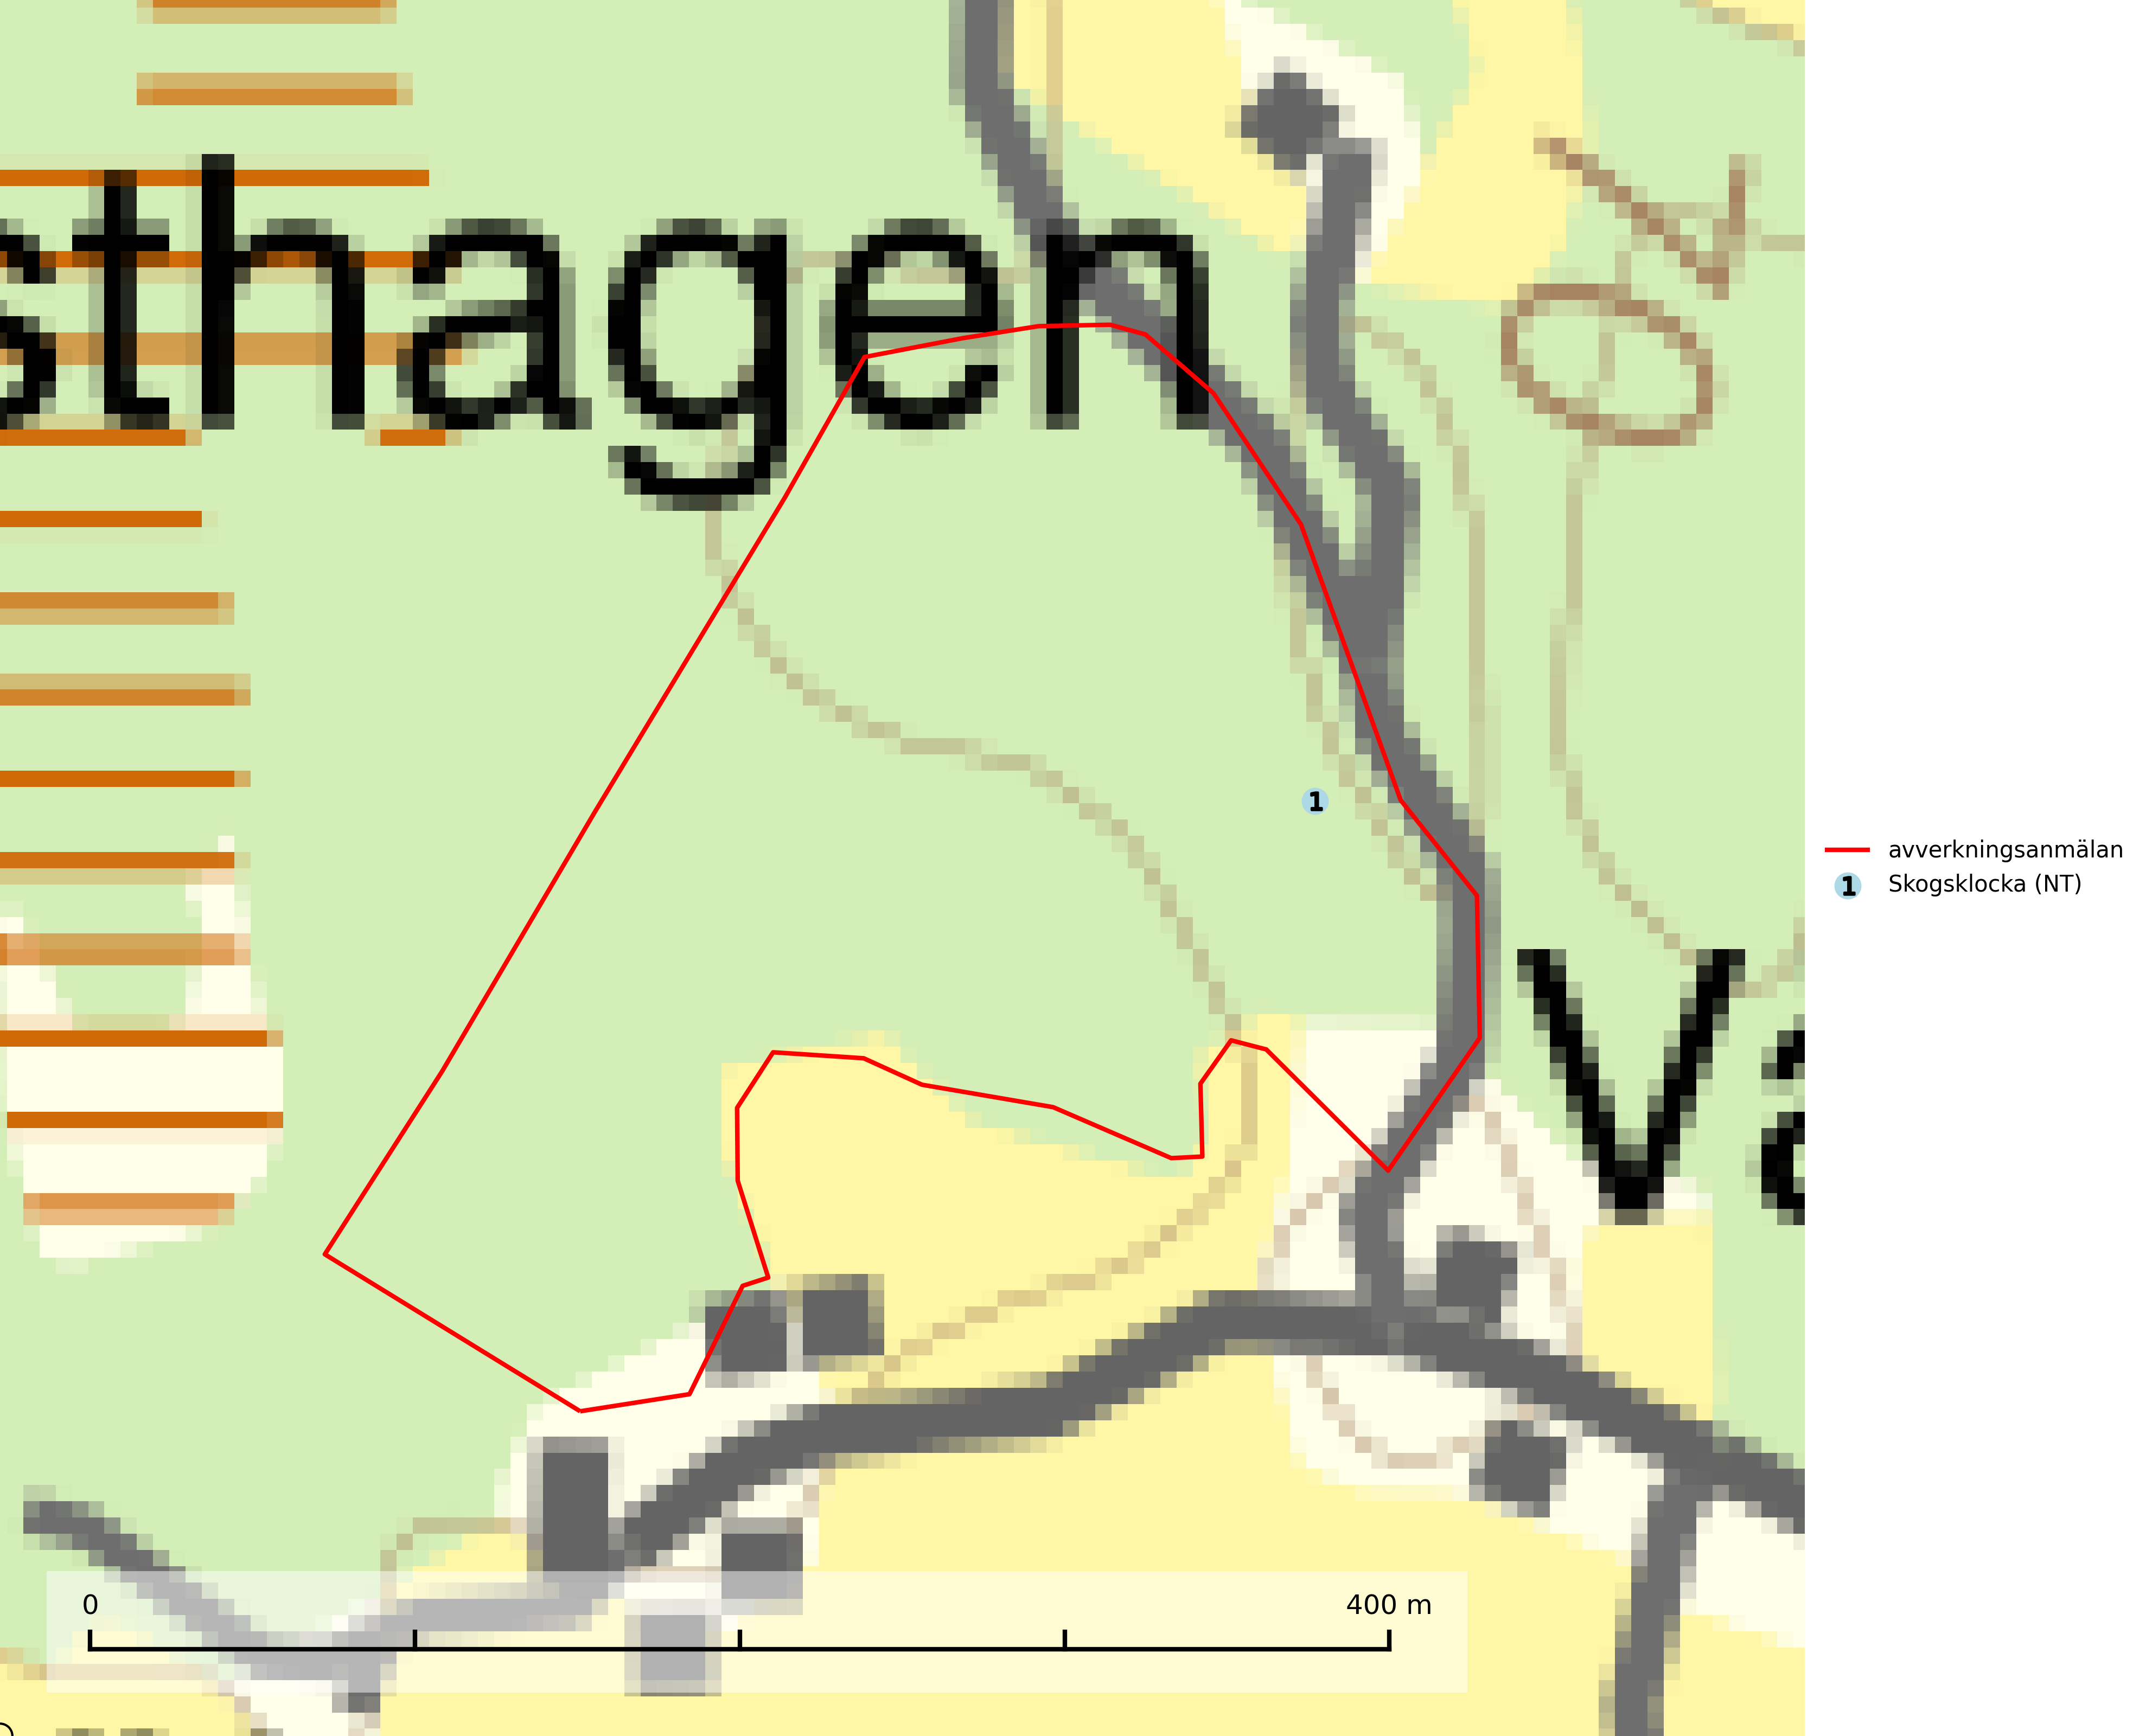 sthagen
1 avverkningsanmälan
1 Skogsklocka (NT)
V
0 400 m